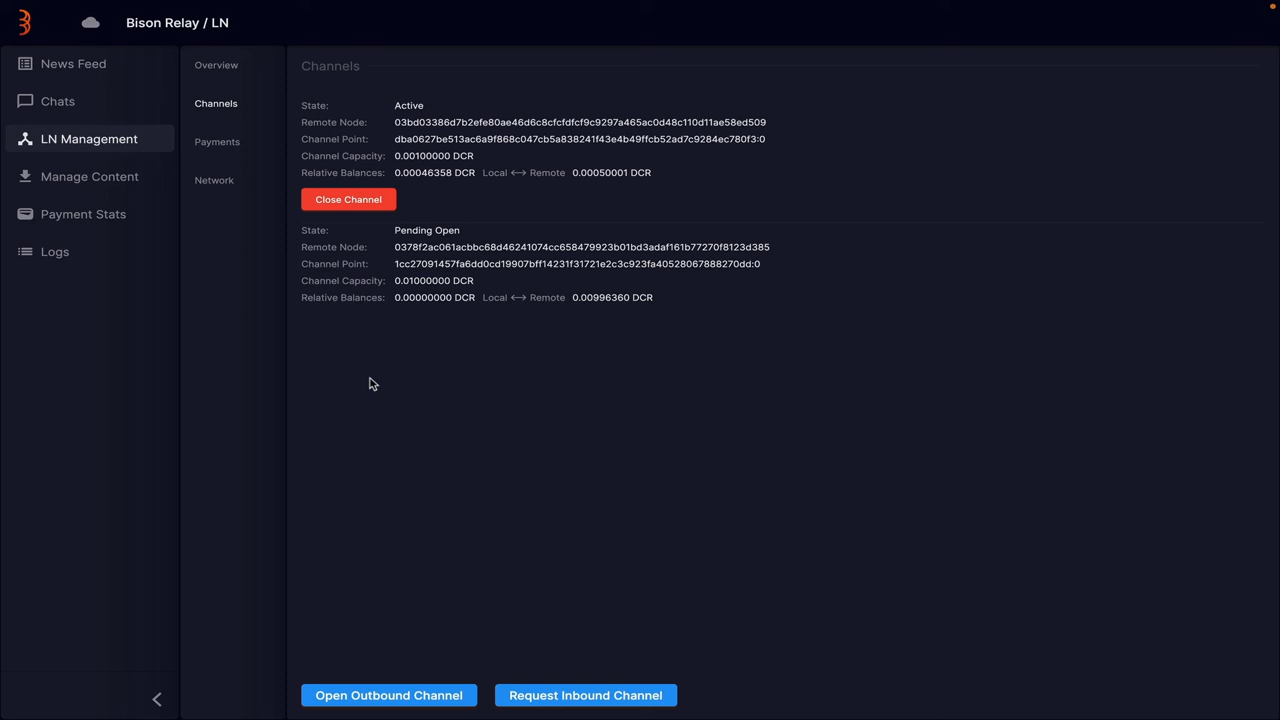 Bison Relay / LN
News Feed
Chats
LN Management
Manage Content
Payment Stats
Logs
Overview
Channels
Payments
Network
Channels
State: Active
Remote Node: 03bd03386d7b2efe80ae46d6c8cfcfdfcf9c9297a465ac0d48c110d11ae58ed509
Channel Point: dba0627be513ac6a9f868c047cb5a838241f43e4b49ffcb52ad7c9284ec780f3:0
Channel Capacity: 0.00100000 DCR
Relative Balances: 0.00046358 DCR Local <-> Remote 0.00050001 DCR
Close Channel
State: Pending Open
Remote Node: 0378f2ac061acbbc68d46241074cc658479923b01bd3adaf161b77270f8123d385
Channel Point: 1cc27091457fa6dd0cd19907bff14231f31721e2c3c923fa40528067888270dd:0
Channel Capacity: 0.01000000 DCR
Relative Balances: 0.00000000 DCR Local <-> Remote 0.00996360 DCR
Open Outbound Channel
Request Inbound Channel